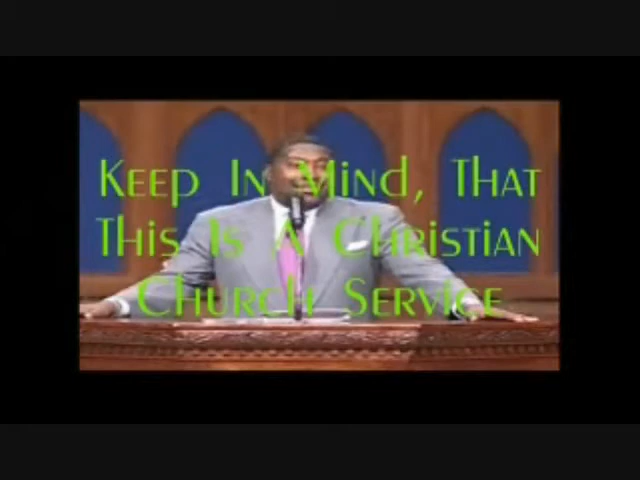 Keep In Mind, That
This Is A Christian
Church Service